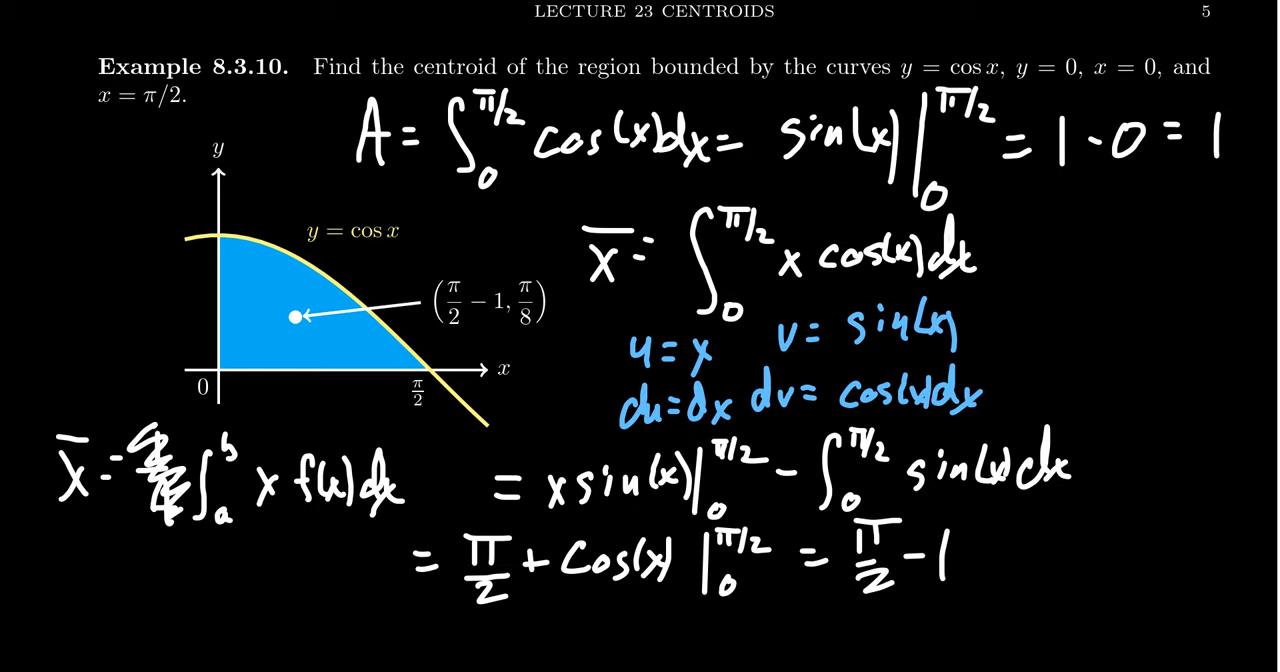 LECTURE 23 CENTROIDS 5
Example 8.3.10. Find the centroid of the region bounded by the curves y = cos x, y = 0, x = 0, and
x = π/2.
A = ∫₀^{π/2} cos(x)dx = sin(x)|₀^{π/2} = 1 - 0 = 1
y
y = cos x
x̄ = ∫₀^{π/2} x cos(x)dx
(π/2 − 1, π/8)
u = x v = sin(x)
x
0 π/2
du = dx dv = cos(x)dx
x̄ = ∫ₐᵇ x f(x)dx = x sin(x)|₀^{π/2} - ∫₀^{π/2} sin(x)dx
= π/2 + cos(x)|₀^{π/2} = π/2 - 1